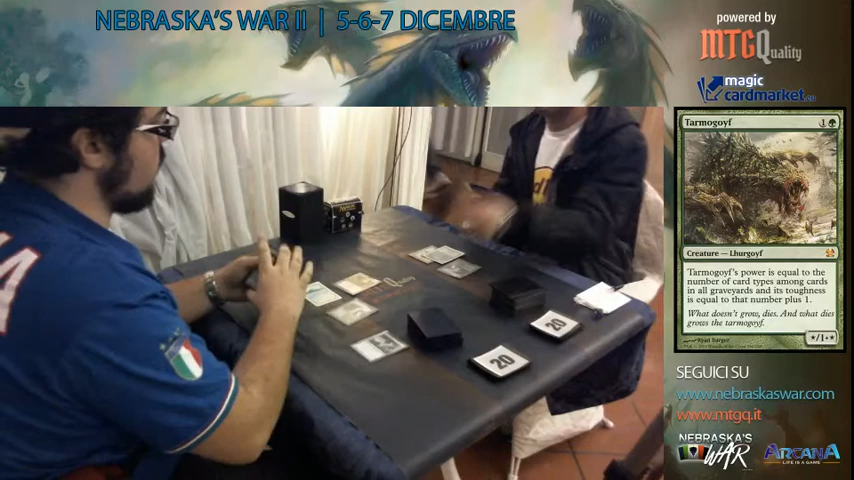 NEBRASKA'S WAR II | 5-6-7 DICEMBRE
powered by
MTGQuality
magic
cardmarket.eu
Tarmogoyf 1
Creature — Lhurgoyf
Tarmogoyf's power is equal to the
number of card types among cards
in all graveyards and its toughness
is equal to that number plus 1.
What doesn't grow, dies. And what dies
grows the tarmogoyf.
*/1+*
20
20
SEGUICI SU
www.nebraskaswar.com
www.mtgq.it
NEBRASKA'S
WAR
ARCANA
LIFE IS A GAME